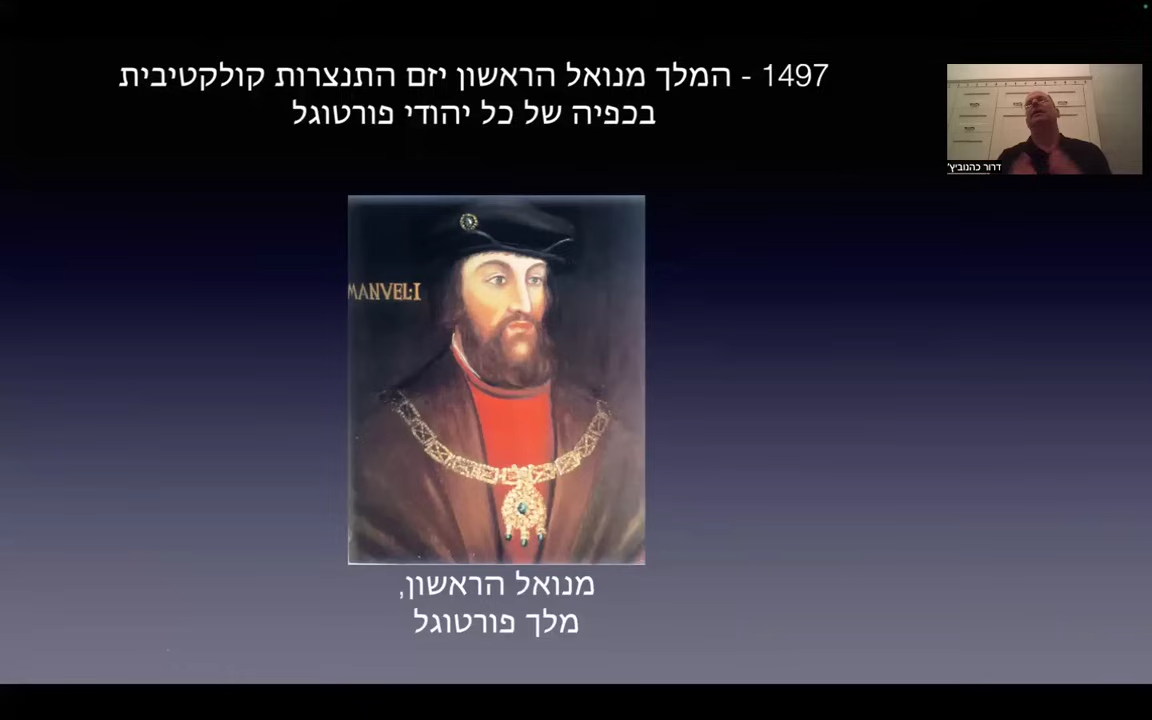 1497 - המלך מנואל הראשון יזם התנצרות קולקטיבית
בכפיה של כל יהודי פורטוגל
דרור כהנוביץ'
MANVEL:I
מנואל הראשון,
מלך פורטוגל